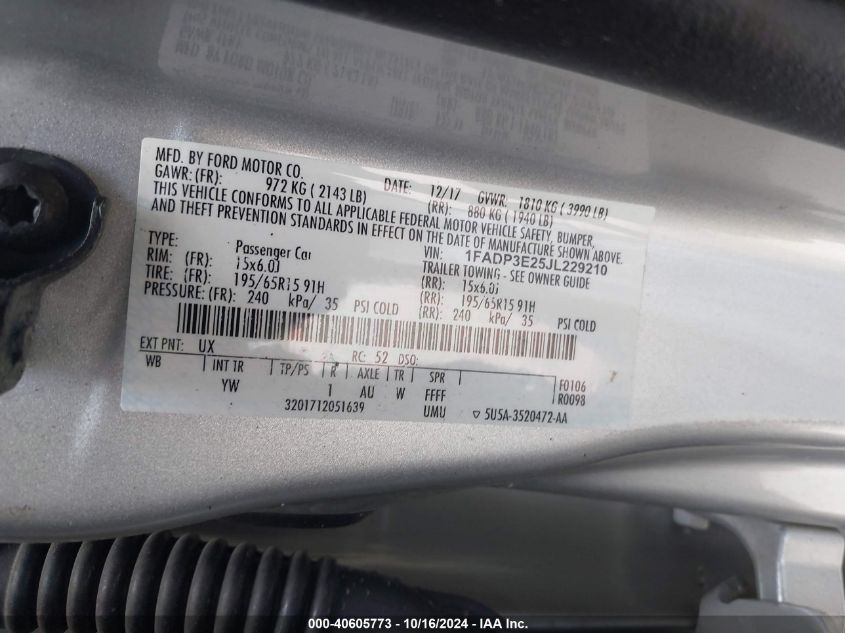 MFD. BY FORD MOTOR CO.
DATE: 12/17 GVWR: 1810 KG ( 3990 LB)
GAWR: (FR): 972 KG ( 2143 LB) (RR): 880 KG ( 1940 LB)
THIS VEHICLE CONFORMS TO ALL APPLICABLE FEDERAL MOTOR VEHICLE SAFETY, BUMPER,
AND THEFT PREVENTION STANDARDS IN EFFECT ON THE DATE OF MANUFACTURE SHOWN ABOVE.
VIN: 1FADP3E25JL229210
TYPE: Passenger Car TRAILER TOWING - SEE OWNER GUIDE
RIM: (FR): 15x6.0J (RR): 15x6.0J
TIRE: (FR): 195/65R15 91H (RR): 195/65R15 91H
PRESSURE: (FR): 240 kPa/ 35 PSI COLD (RR): 240 kPa/ 35 PSI COLD
EXT PNT: UX RC: 52 DSO:
WB INT TR TP/PS R AXLE TR SPR F0106
YW 1 AU W FFFF R0098
3201712051639 UMU 5U5A-3520472-AA
000-40605773 - 10/16/2024 - IAA Inc.